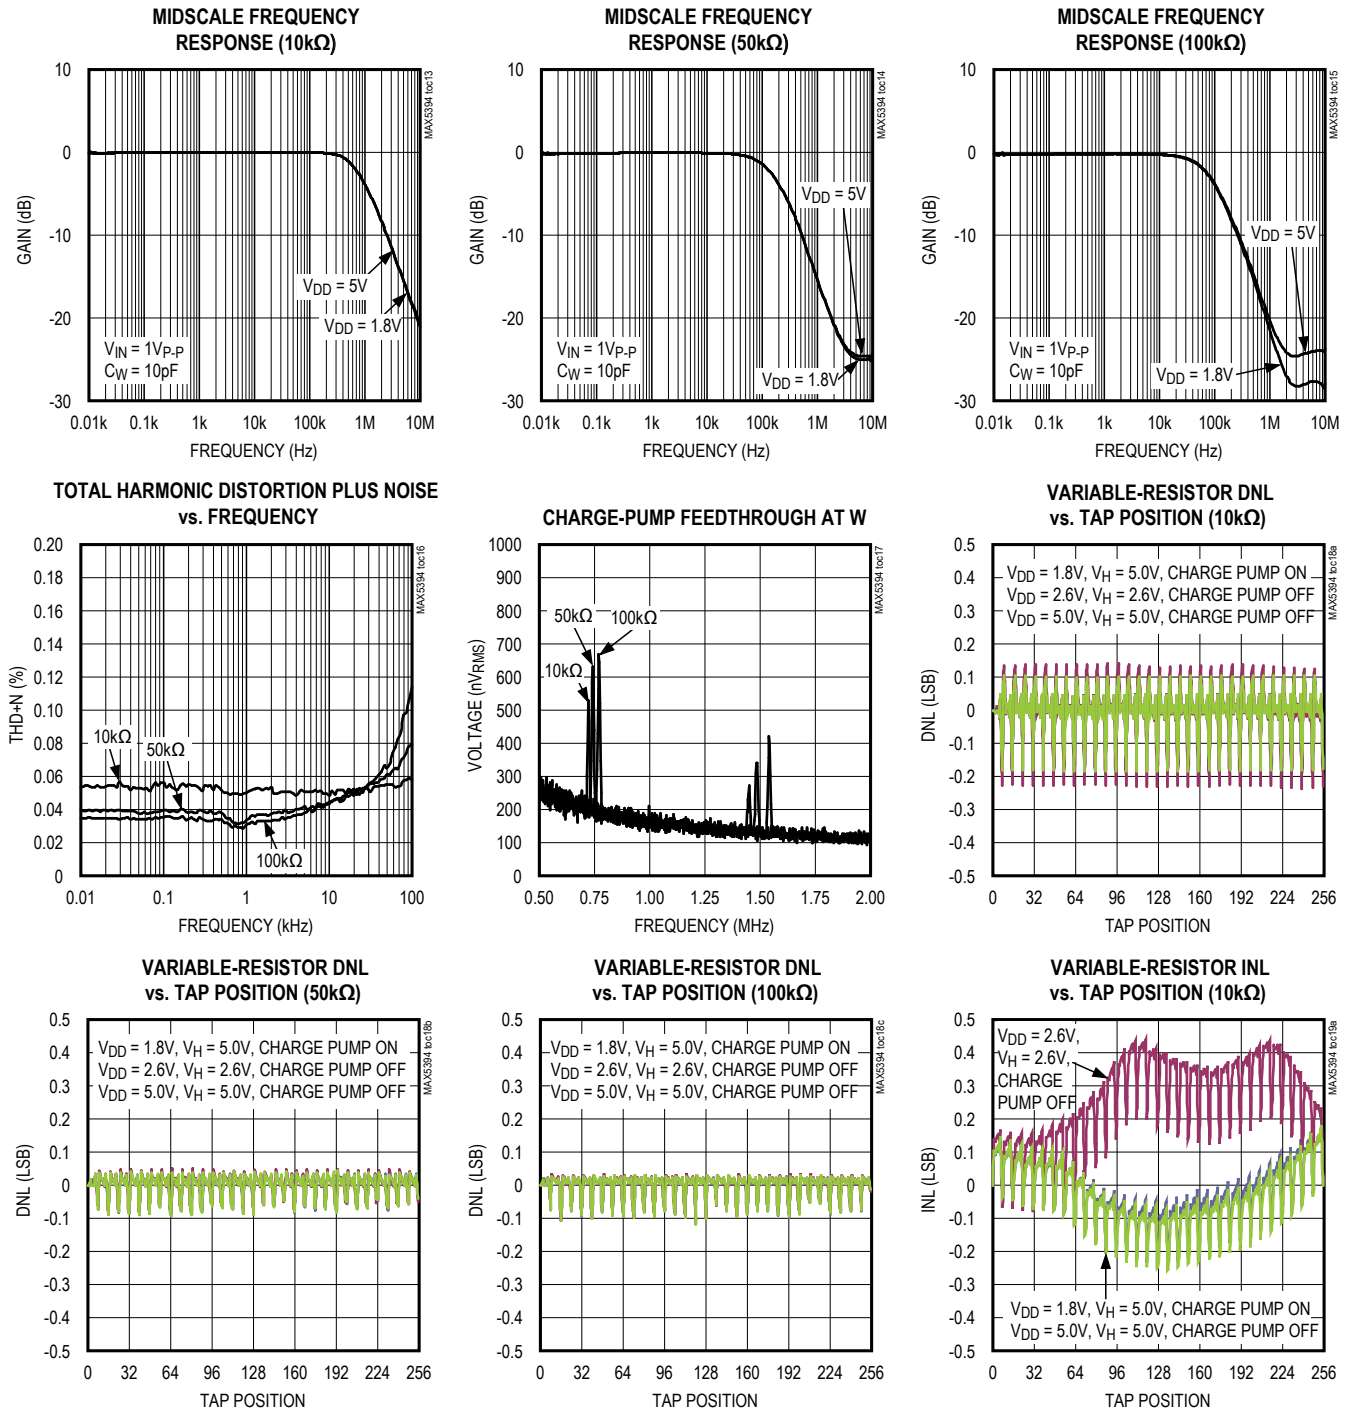 MIDSCALE FREQUENCY
RESPONSE (10kΩ)
MAX5394 toc13
GAIN (dB)
10
0
-10
-20
-30
VDD = 5V
VDD = 1.8V
VIN = 1VP-P
CW = 10pF
0.01k 0.1k 1k 10k 100k 1M 10M
FREQUENCY (Hz)
MIDSCALE FREQUENCY
RESPONSE (50kΩ)
MAX5394 toc14
GAIN (dB)
10
0
-10
-20
-30
VDD = 5V
VIN = 1VP-P
CW = 10pF
VDD = 1.8V
0.01k 0.1k 1k 10k 100k 1M 10M
FREQUENCY (Hz)
MIDSCALE FREQUENCY
RESPONSE (100kΩ)
MAX5394 toc15
GAIN (dB)
10
0
-10
-20
-30
VDD = 5V
VIN = 1VP-P
CW = 10pF
VDD = 1.8V
0.01k 0.1k 1k 10k 100k 1M 10M
FREQUENCY (Hz)
TOTAL HARMONIC DISTORTION PLUS NOISE
vs. FREQUENCY
MAX5394 toc16
THD+N (%)
0.20
0.18
0.16
0.14
0.12
0.10
0.08
0.06
0.04
0.02
0
10kΩ
50kΩ
100kΩ
0.01 0.1 1 10 100
FREQUENCY (kHz)
CHARGE-PUMP FEEDTHROUGH AT W
MAX5394 toc17
VOLTAGE (nVRMS)
1000
900
800
700
600
500
400
300
200
100
0
50kΩ
100kΩ
10kΩ
0.50 0.75 1.00 1.25 1.50 1.75 2.00
FREQUENCY (MHz)
VARIABLE-RESISTOR DNL
vs. TAP POSITION (10kΩ)
MAX5394 toc18a
DNL (LSB)
0.5
0.4
0.3
0.2
0.1
0
-0.1
-0.2
-0.3
-0.4
-0.5
VDD = 1.8V, VH = 5.0V, CHARGE PUMP ON
VDD = 2.6V, VH = 2.6V, CHARGE PUMP OFF
VDD = 5.0V, VH = 5.0V, CHARGE PUMP OFF
0 32 64 96 128 160 192 224 256
TAP POSITION
VARIABLE-RESISTOR DNL
vs. TAP POSITION (50kΩ)
MAX5394 toc18b
DNL (LSB)
0.5
0.4
0.3
0.2
0.1
0
-0.1
-0.2
-0.3
-0.4
-0.5
VDD = 1.8V, VH = 5.0V, CHARGE PUMP ON
VDD = 2.6V, VH = 2.6V, CHARGE PUMP OFF
VDD = 5.0V, VH = 5.0V, CHARGE PUMP OFF
0 32 64 96 128 160 192 224 256
TAP POSITION
VARIABLE-RESISTOR DNL
vs. TAP POSITION (100kΩ)
MAX5394 toc18c
DNL (LSB)
0.5
0.4
0.3
0.2
0.1
0
-0.1
-0.2
-0.3
-0.4
-0.5
VDD = 1.8V, VH = 5.0V, CHARGE PUMP ON
VDD = 2.6V, VH = 2.6V, CHARGE PUMP OFF
VDD = 5.0V, VH = 5.0V, CHARGE PUMP OFF
0 32 64 96 128 160 192 224 256
TAP POSITION
VARIABLE-RESISTOR INL
vs. TAP POSITION (10kΩ)
MAX5394 toc19a
INL (LSB)
0.5
0.4
0.3
0.2
0.1
0
-0.1
-0.2
-0.3
-0.4
-0.5
VDD = 2.6V,
VH = 2.6V,
CHARGE
PUMP OFF
VDD = 1.8V, VH = 5.0V, CHARGE PUMP ON
VDD = 5.0V, VH = 5.0V, CHARGE PUMP OFF
0 32 64 96 128 160 192 224 256
TAP POSITION